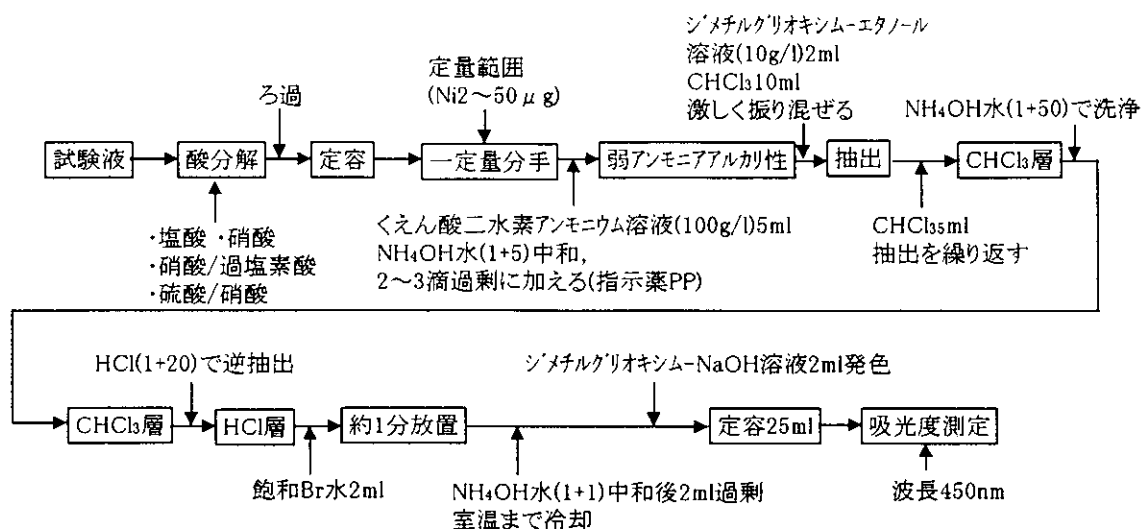 ジメチルグリオキシムーエタノール
溶液(10g/l)2ml
CHCl₃10ml
激しく振り混ぜる
定量範囲
(Ni2～50μg)
ろ過
NH₄OH水(1+50)で洗浄
試験液
酸分解
定容
一定量分手
弱アンモニアアルカリ性
抽出
CHCl₃層
・塩酸 ・硝酸
・硝酸/過塩素酸
・硫酸/硝酸
くえん酸二水素アンモニウム溶液(100g/l)5ml
NH₄OH水(1+5)中和,
2～3滴過剰に加える(指示薬PP)
CHCl₃5ml
抽出を繰り返す
HCl(1+20)で逆抽出
ジメチルグリオキシムーNaOH溶液2ml発色
CHCl₃層
HCl層
約1分放置
定容25ml
吸光度測定
飽和Br水2ml
NH₄OH水(1+1)中和後2ml過剰
室温まで冷却
波長450nm